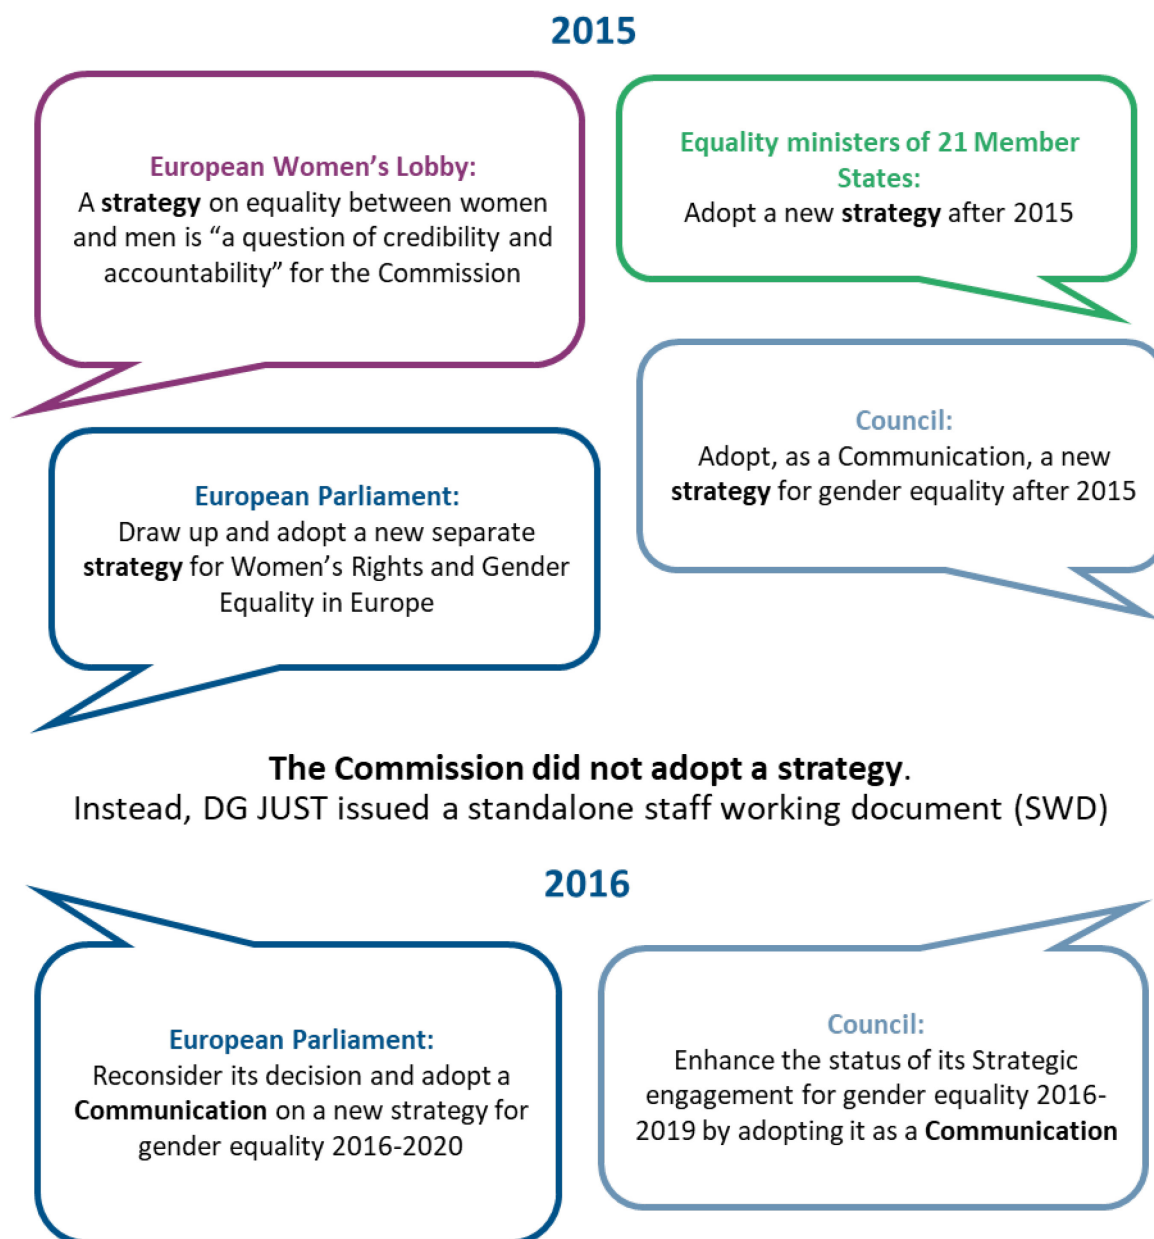 2015
European Women's Lobby:
A strategy on equality between women
and men is “a question of credibility and
accountability” for the Commission
Equality ministers of 21 Member
States:
Adopt a new strategy after 2015
European Parliament:
Draw up and adopt a new separate
strategy for Women's Rights and Gender
Equality in Europe
Council:
Adopt, as a Communication, a new
strategy for gender equality after 2015
The Commission did not adopt a strategy.
Instead, DG JUST issued a standalone staff working document (SWD)
2016
European Parliament:
Reconsider its decision and adopt a
Communication on a new strategy for
gender equality 2016-2020
Council:
Enhance the status of its Strategic
engagement for gender equality 2016-
2019 by adopting it as a Communication